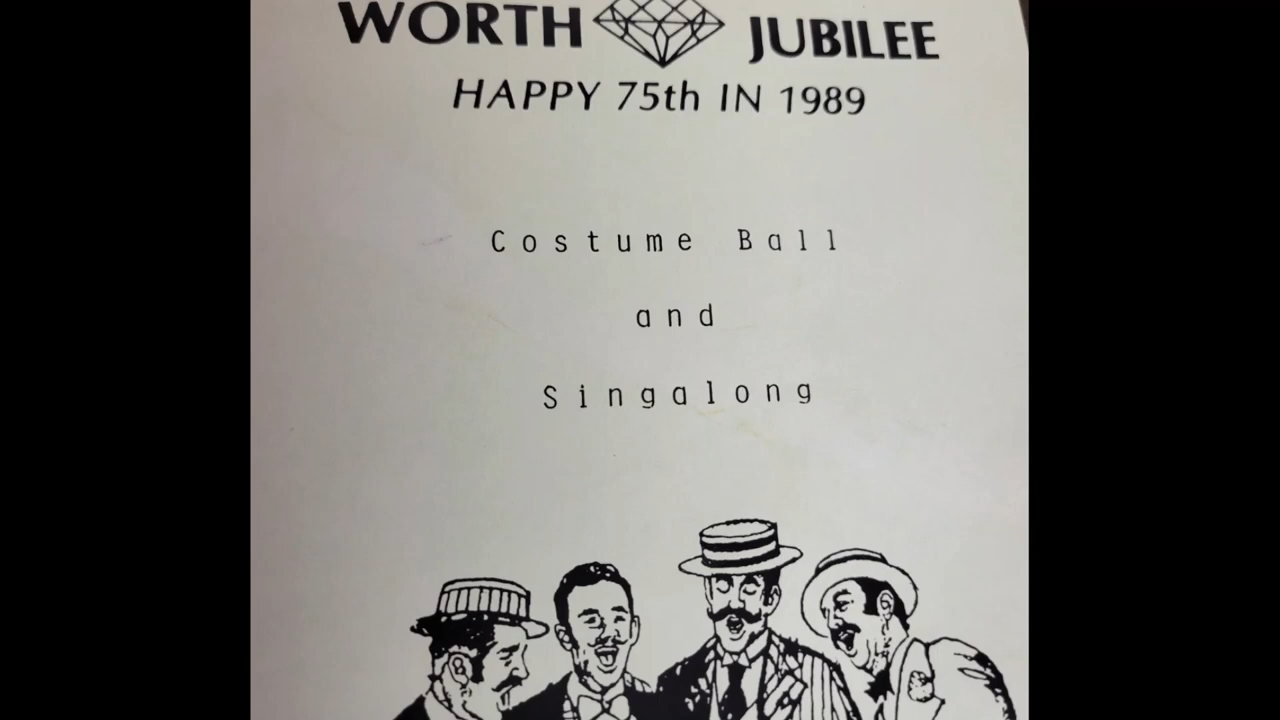 WORTH JUBILEE
HAPPY 75th IN 1989
Costume Ball
and
Singalong